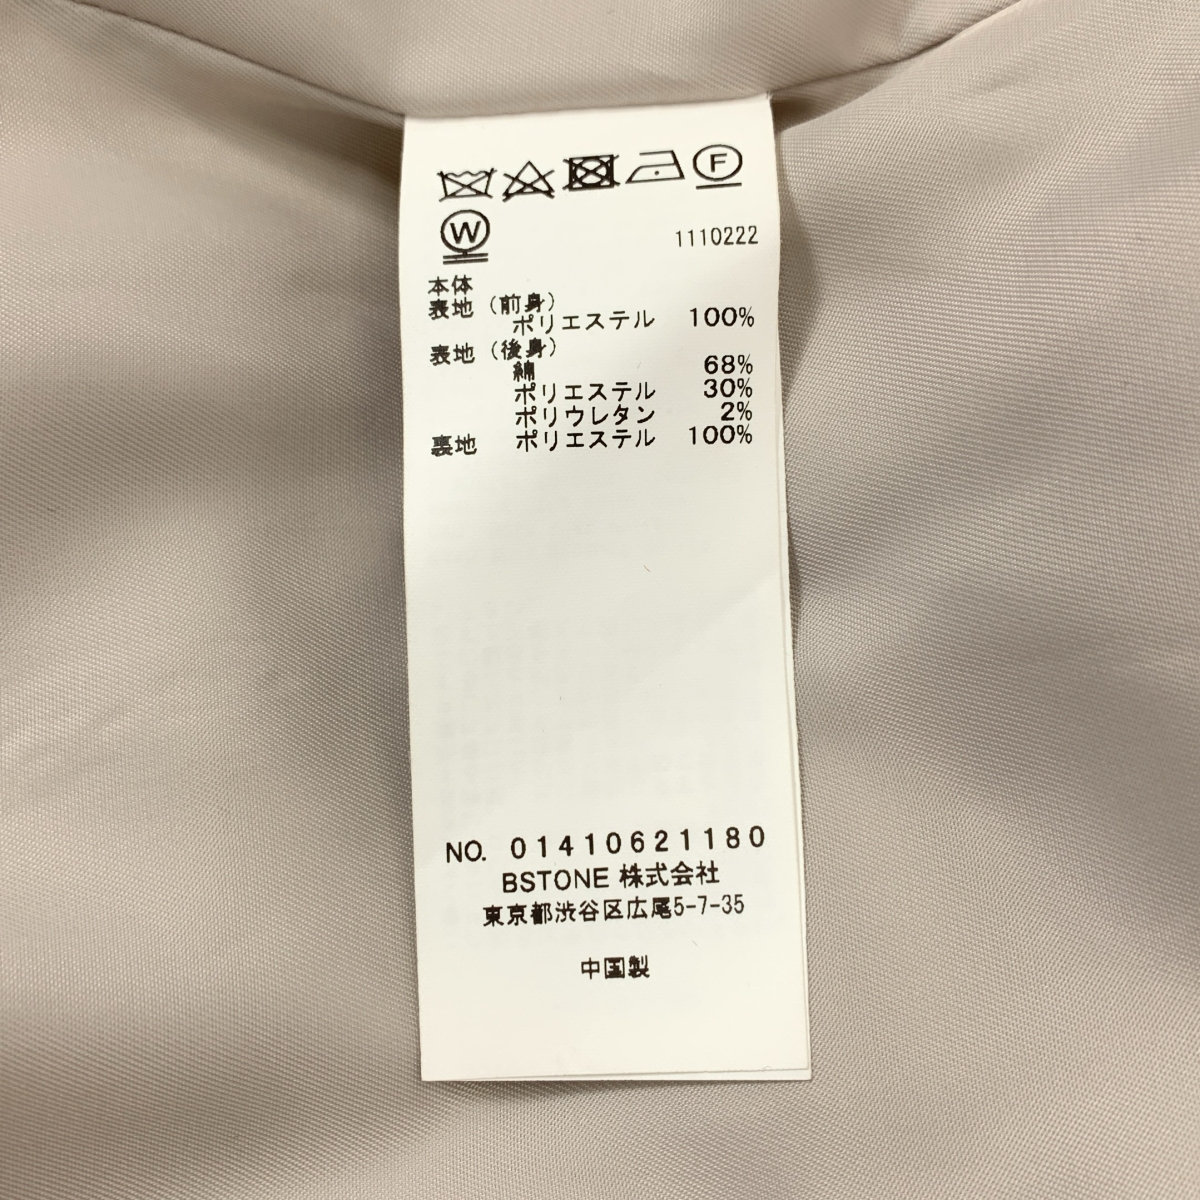 F
W
1110222
本体
表地 (前身)
ポリエステル 100%
表地 (後身)
綿 68%
ポリエステル 30%
ポリウレタン 2%
裏地 ポリエステル 100%
NO. 01410621180
BSTONE 株式会社
東京都渋谷区広尾5-7-35
中国製